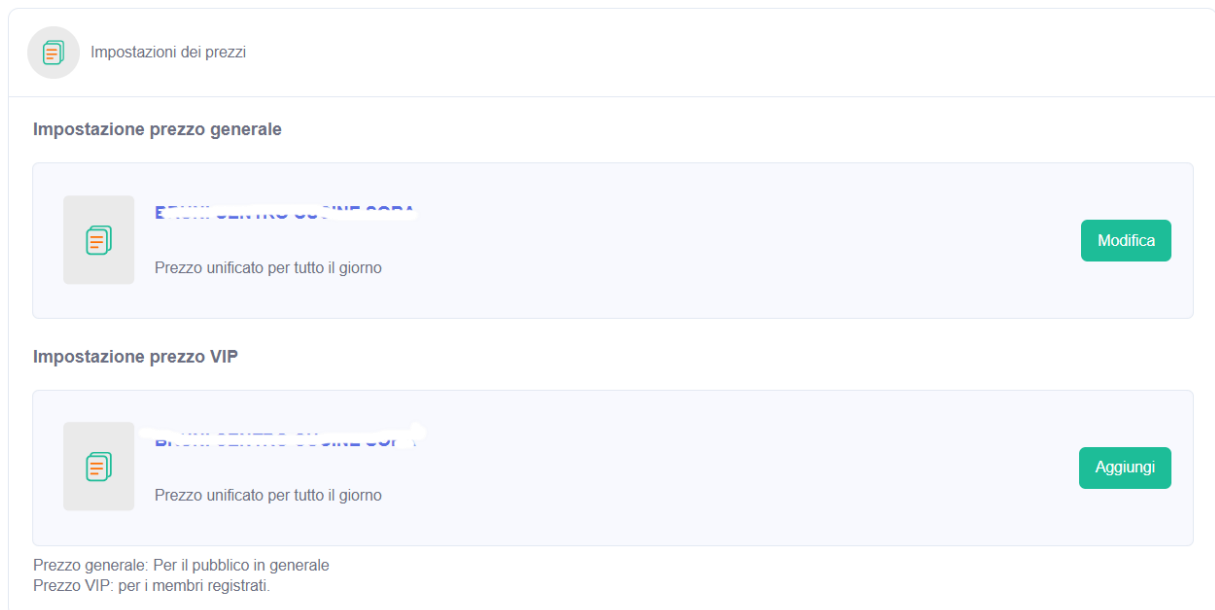 Impostazioni dei prezzi
Impostazione prezzo generale
Prezzo unificato per tutto il giorno
Modifica
Impostazione prezzo VIP
Prezzo unificato per tutto il giorno
Aggiungi
Prezzo generale: Per il pubblico in generale
Prezzo VIP: per i membri registrati.